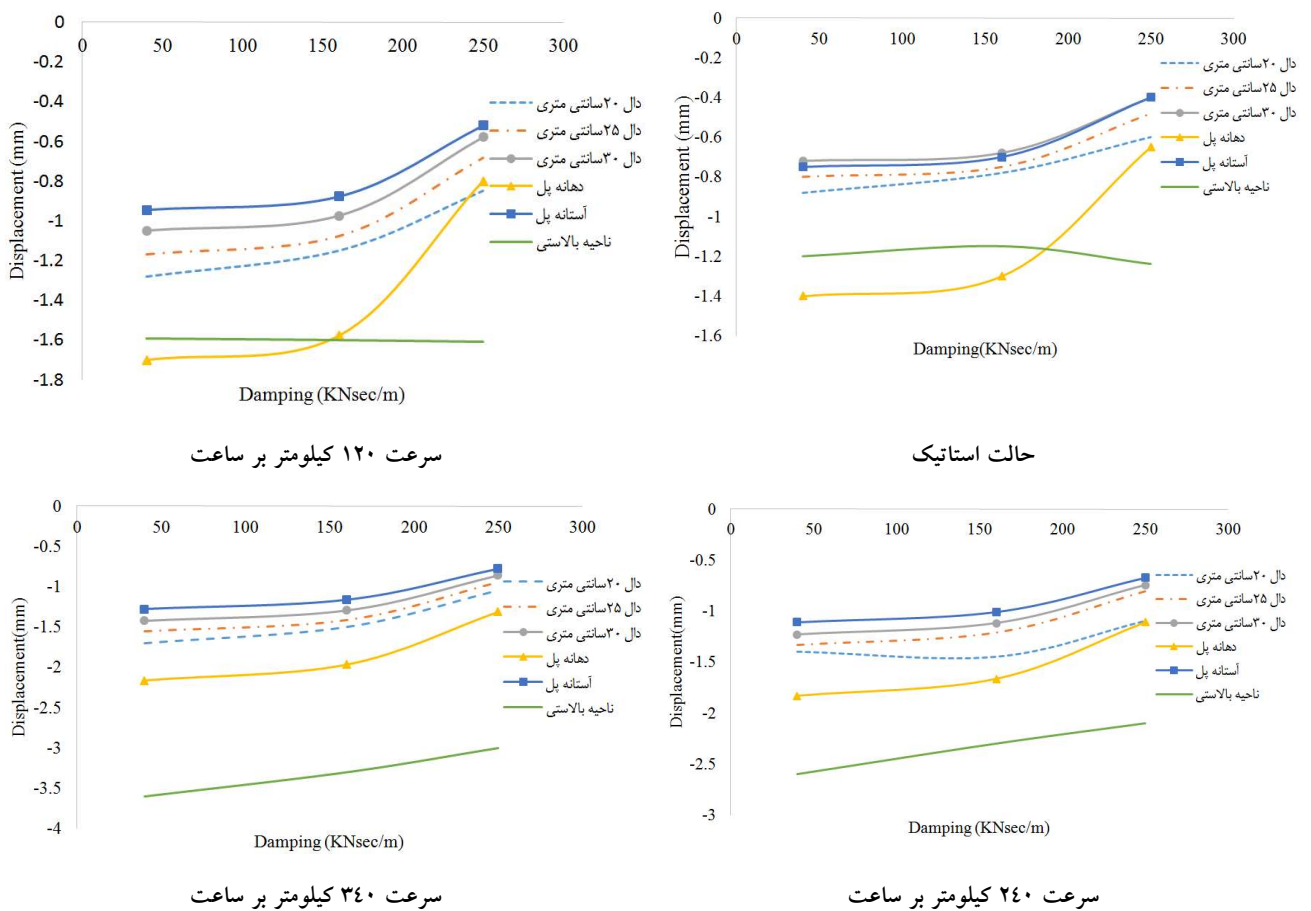 0
0 50 100 150 200 250 300
-0.2
-0.4
-0.6
-0.8
-1
-1.2
-1.4
-1.6
-1.8
Displacement (mm)
Damping (KNsec/m)
دال ۲۰سانتی متری
دال ۲۵سانتی متری
دال ۳۰سانتی متری
دهانه پل
آستانه پل
ناحیه بالاستی
سرعت ۱۲۰ کیلومتر بر ساعت
0
0 50 100 150 200 250 300
-0.2
-0.4
-0.6
-0.8
-1
-1.2
-1.4
-1.6
Displacement (mm)
Damping(KNsec/m)
دال ۲۰سانتی متری
دال ۲۵سانتی متری
دال ۳۰سانتی متری
دهانه پل
آستانه پل
ناحیه بالاستی
حالت استاتیک
0
0 50 100 150 200 250 300
-0.5
-1
-1.5
-2
-2.5
-3
-3.5
-4
Displacement(mm)
Damping (KNsec/m)
دال ۲۰سانتی متری
دال ۲۵سانتی متری
دال ۳۰سانتی متری
دهانه پل
آستانه پل
ناحیه بالاستی
سرعت ۳٤۰ کیلومتر بر ساعت
0
0 50 100 150 200 250 300
-0.5
-1
-1.5
-2
-2.5
-3
Displacement(mm)
Damping (KNsec/m)
دال ۲۰سانتی متری
دال ۲۵سانتی متری
دال ۳۰سانتی متری
دهانه پل
آستانه پل
ناحیه بالاستی
سرعت ۲٤۰ کیلومتر بر ساعت